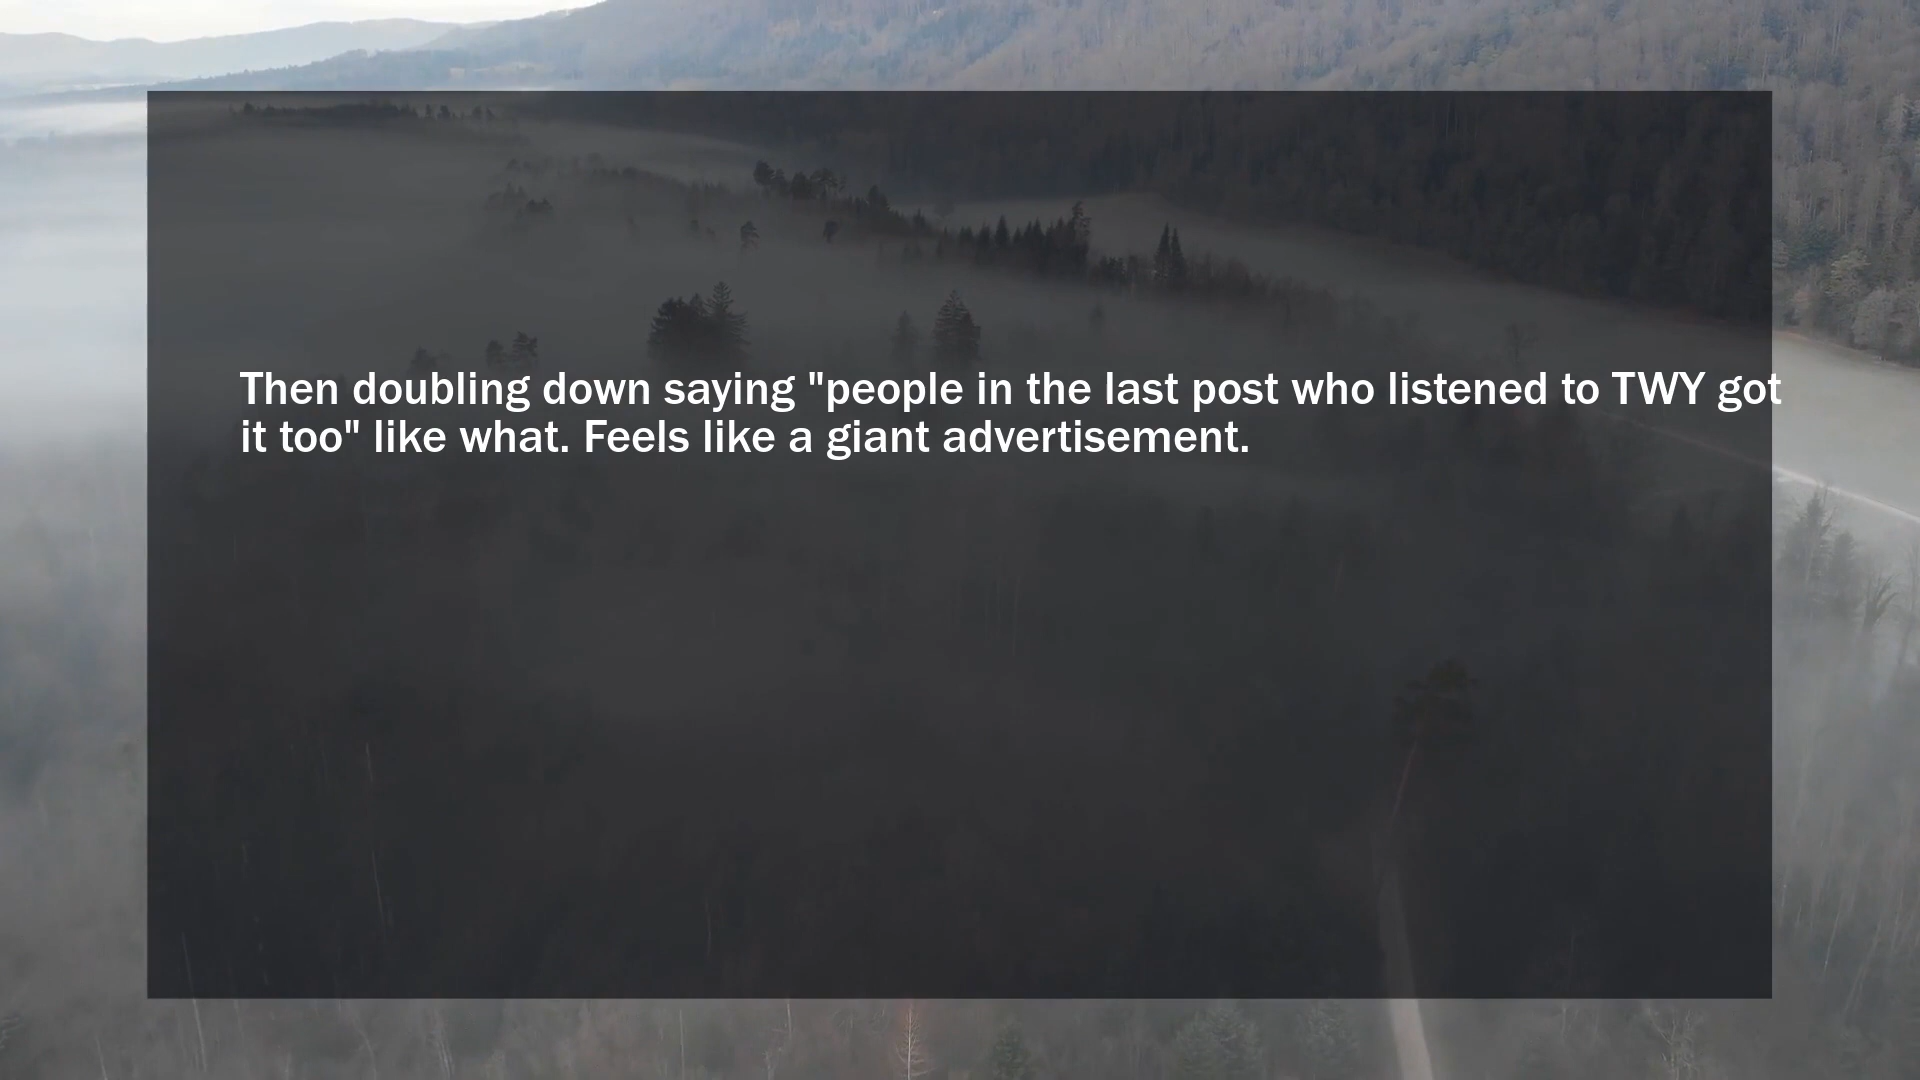 Then doubling down saying "people in the last post who listened to TWY got
it too" like what. Feels like a giant advertisement.